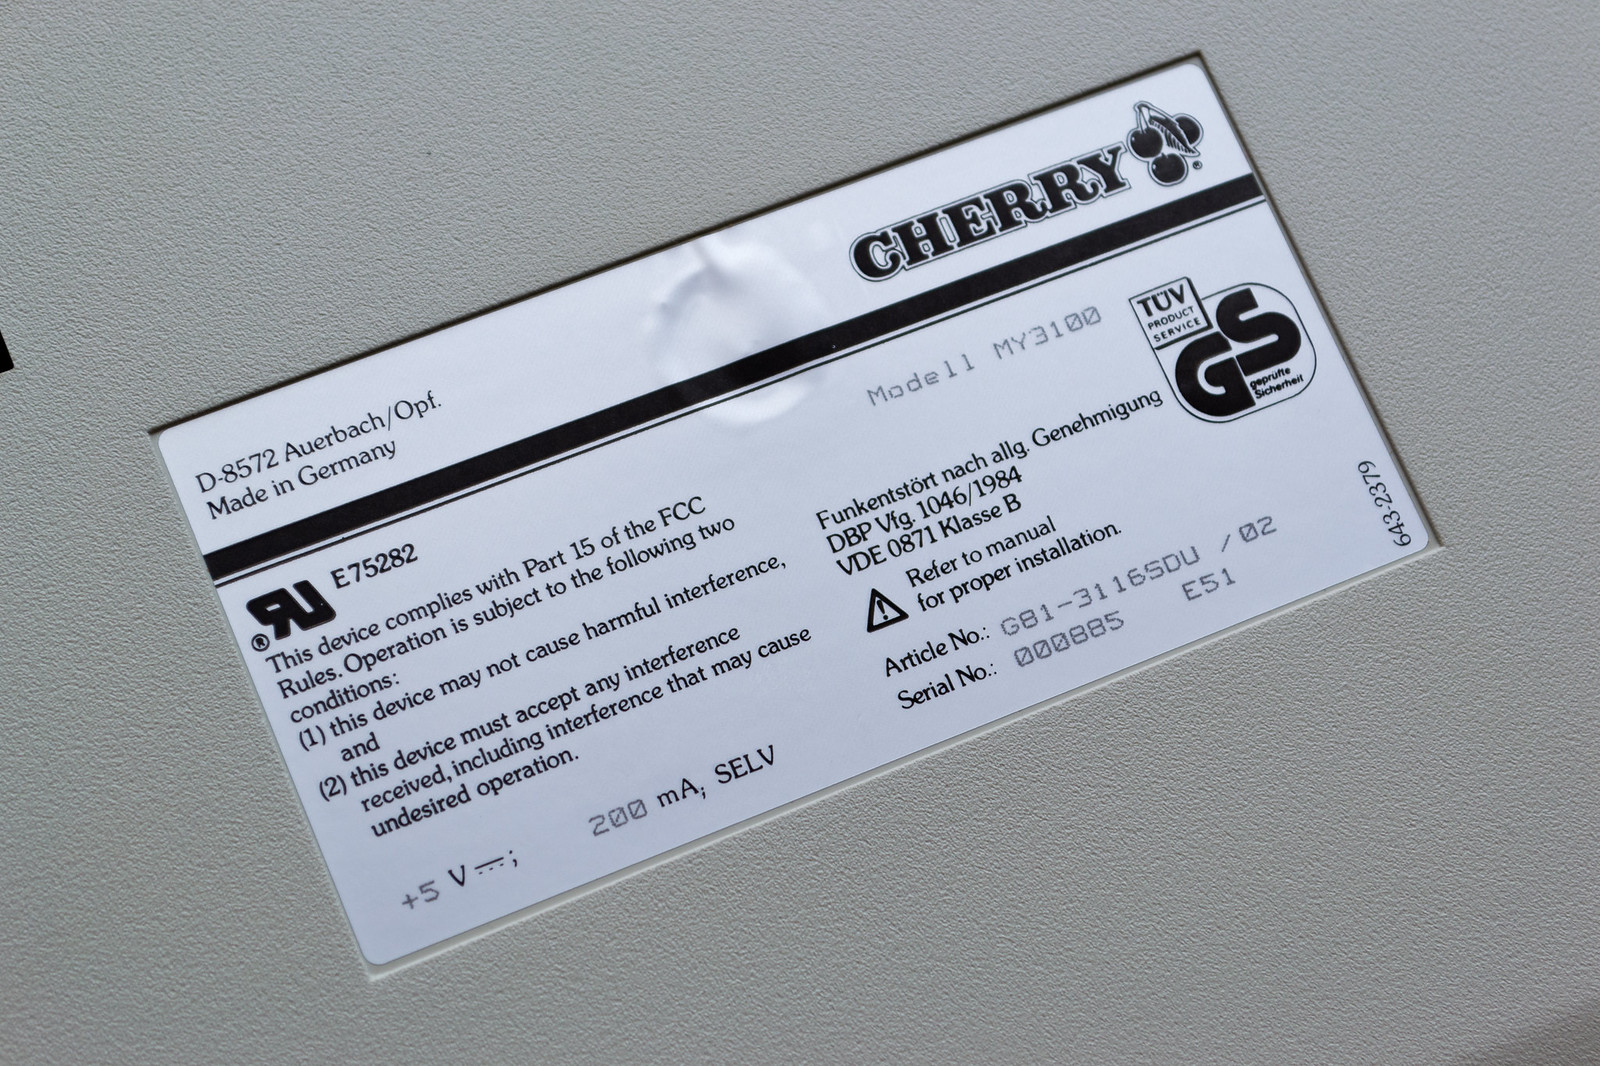 CHERRY ®
D-8572 Auerbach/Opf.
Made in Germany
® RU E75282
This device complies with Part 15 of the FCC
Rules. Operation is subject to the following two
conditions:
(1) this device may not cause harmful interference,
and
(2) this device must accept any interference
received, including interference that may cause
undesired operation.
+5 V ⎓; 200 mA, SELV
Modell MY3100
TÜV
PRODUCT
SERVICE
GS
geprüfte
Sicherheit
Funkentstört nach allg. Genehmigung
DBP Vfg. 1046/1984
VDE 0871 Klasse B
Refer to manual
for proper installation.
Article No.: G81-3116SDU /02
Serial No.: 000885 E51
643-2379